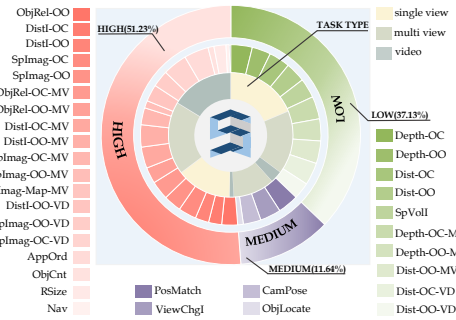 ObjRel-OO
DistI-OC
DistI-OO
SpImag-OC
SpImag-OO
ObjRel-OC-MV
ObjRel-OO-MV
DistI-OC-MV
DistI-OO-MV
SpImag-OC-MV
SpImag-OO-MV
Imag-Map-MV
DistI-OO-VD
SpImag-OO-VD
SpImag-OC-VD
AppOrd
ObjCnt
RSize
Nav
HIGH(51.23%)
TASK TYPE
single view
multi view
video
HIGH
LOW
MEDIUM
LOW(37.13%)
Depth-OC
Depth-OO
Dist-OC
Dist-OO
SpVolI
Depth-OC-M
Depth-OO-M
Dist-OO-MV
Dist-OC-VD
Dist-OO-VD
MEDIUM(11.64%)
PosMatch
CamPose
ViewChgI
ObjLocate